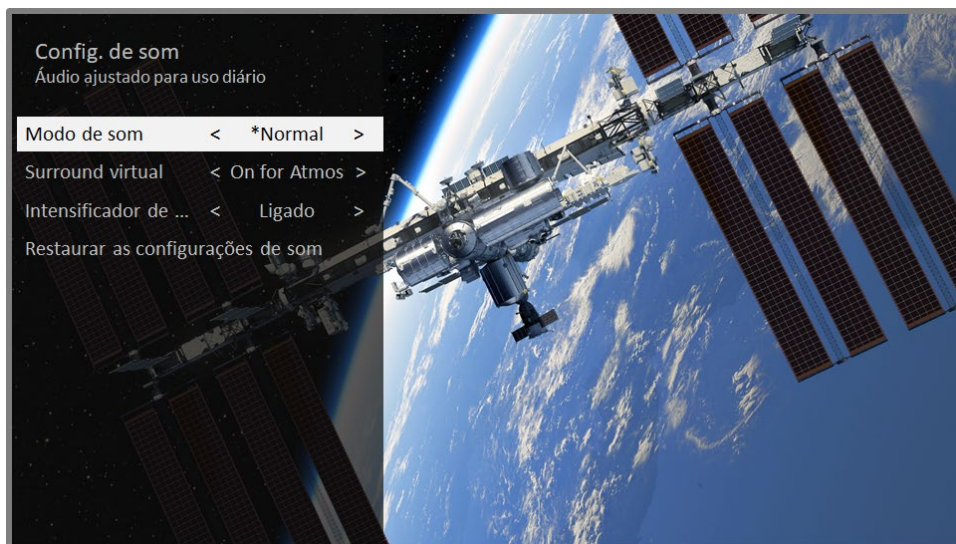 Config. de som
Áudio ajustado para uso diário
Modo de som < *Normal >
Surround virtual < On for Atmos >
Intensificador de ... < Ligado >
Restaurar as configurações de som